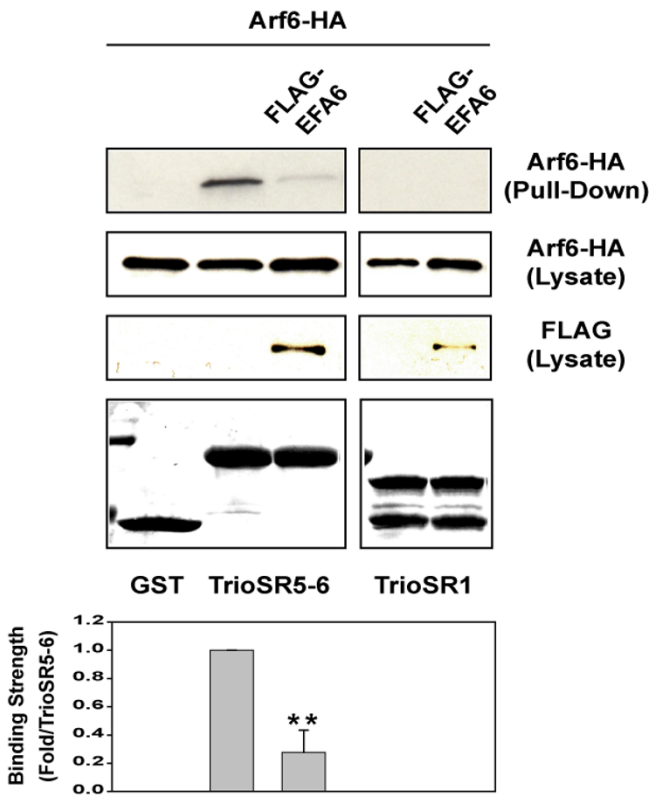 Arf6-HA
FLAG-
EFA6
FLAG-
EFA6
Arf6-HA
(Pull-Down)
Arf6-HA
(Lysate)
FLAG
(Lysate)
GST TrioSR5-6 TrioSR1
Binding Strength
(Fold/TrioSR5-6)
1.2
1.0
0.8
0.6
0.4
0.2
0.0
**